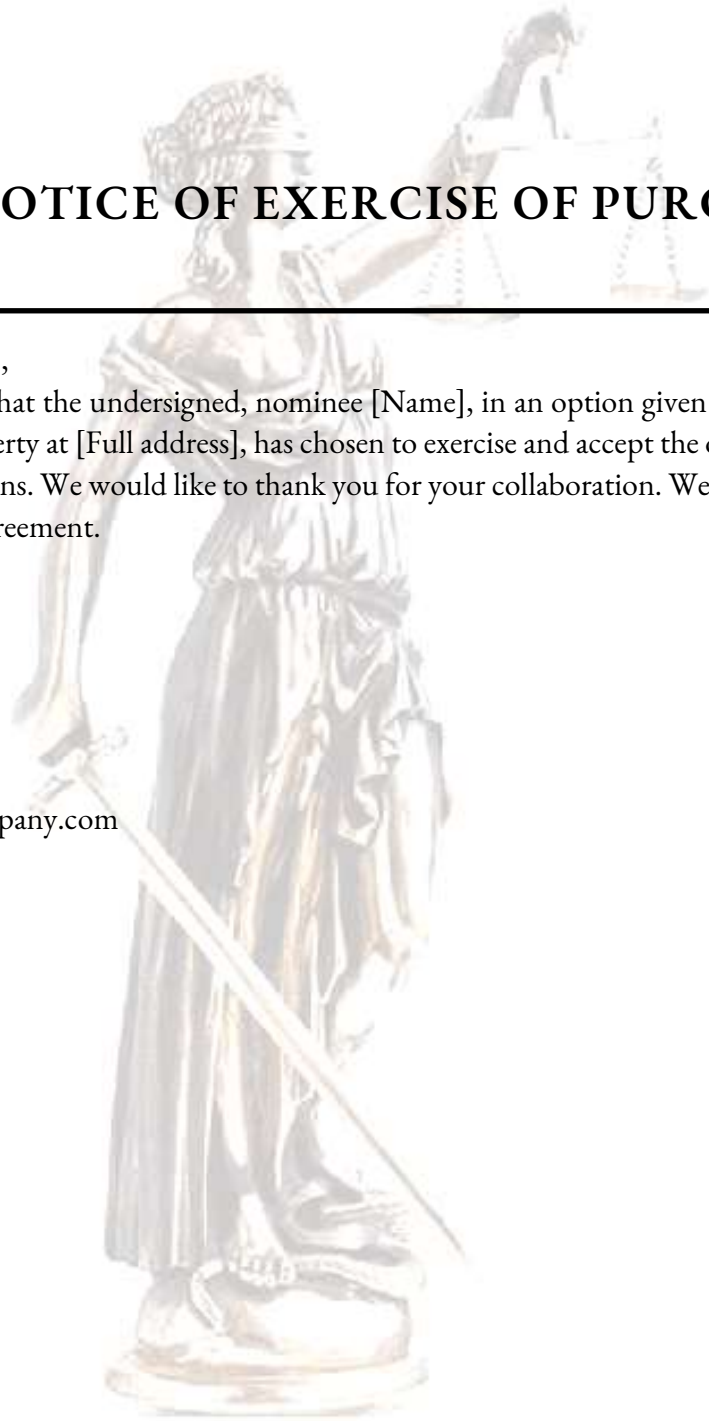 OTICE OF EXERCISE OF PUR
,
hat the undersigned, nominee [Name], in an option given
erty at [Full address], has chosen to exercise and accept the
ns. We would like to thank you for your collaboration. We
reement.
pany.com